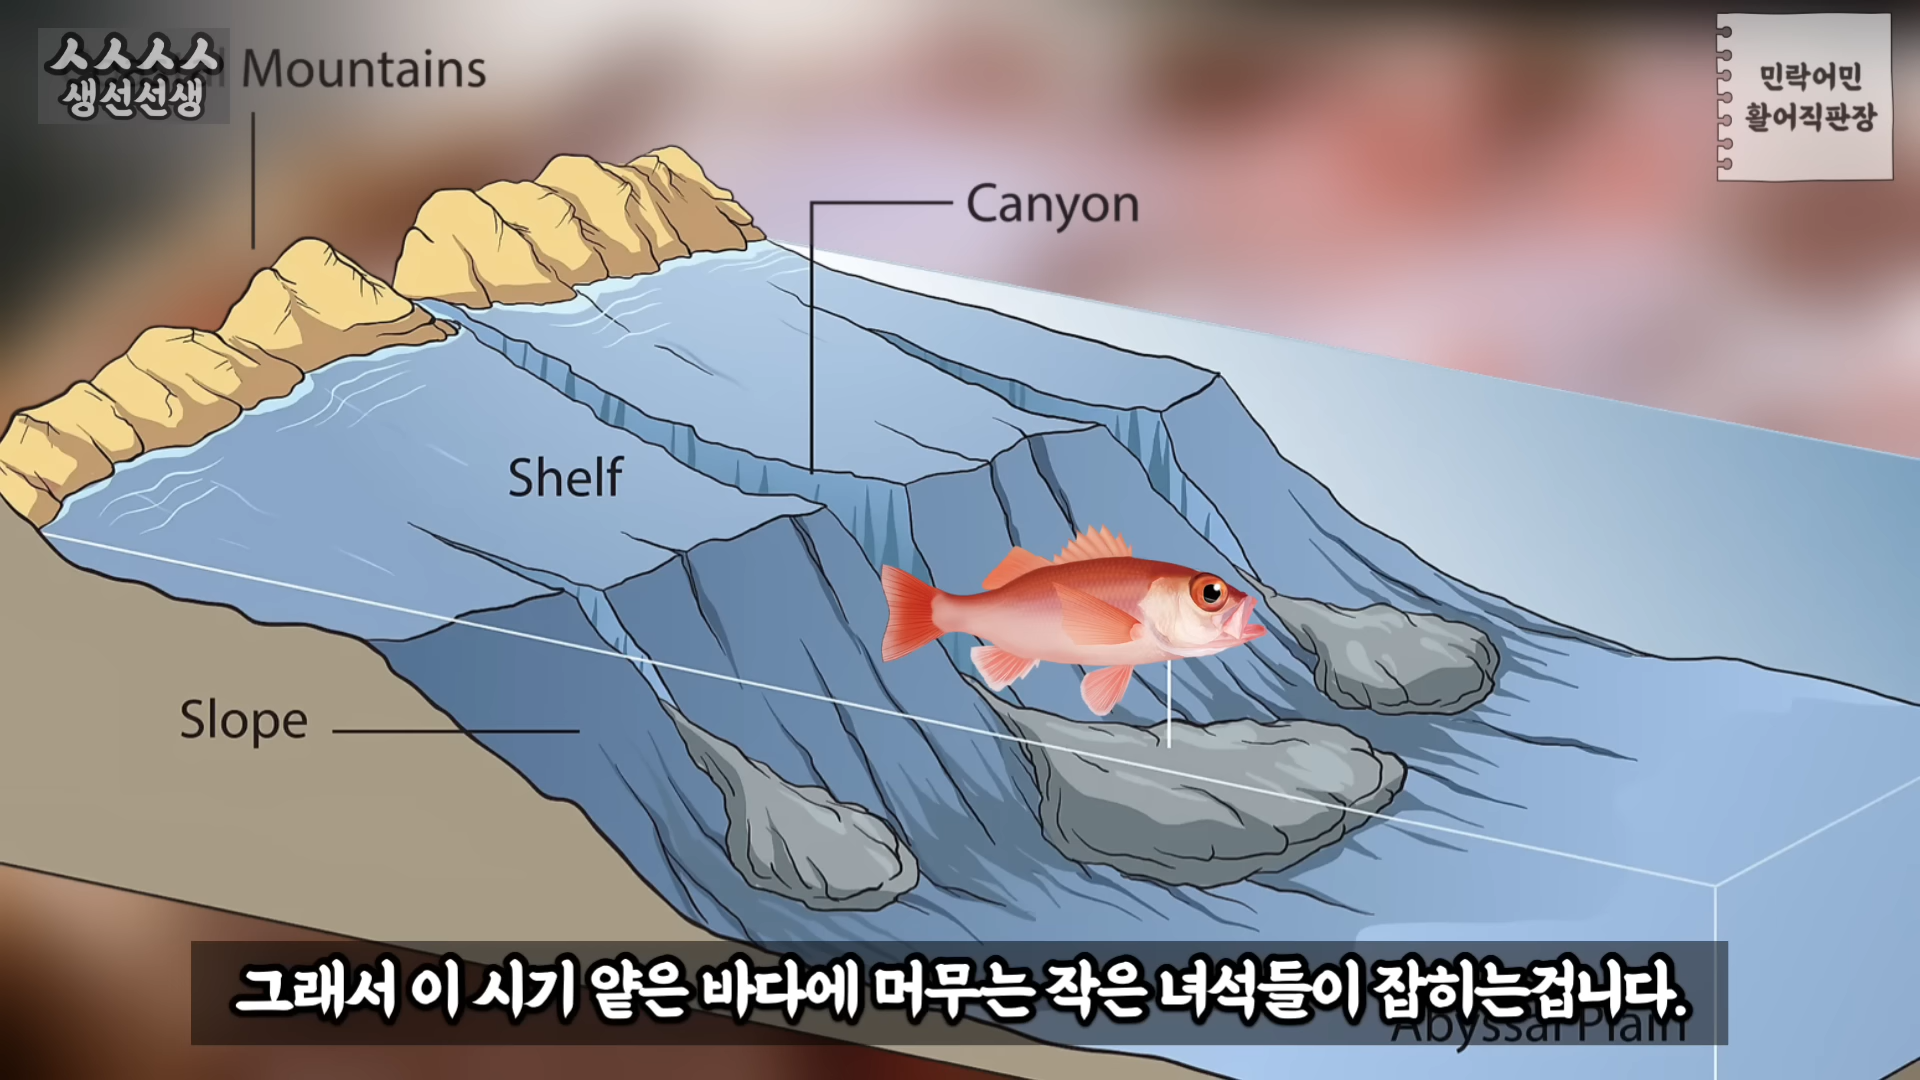 ㅅㅅㅅㅅ
생선선생
Mountains
민락어민
활어직판장
Canyon
Shelf
Slope
그래서 이 시기 얕은 바다에 머무는 작은 녀석들이 잡히는겁니다.
Abyssal Plain